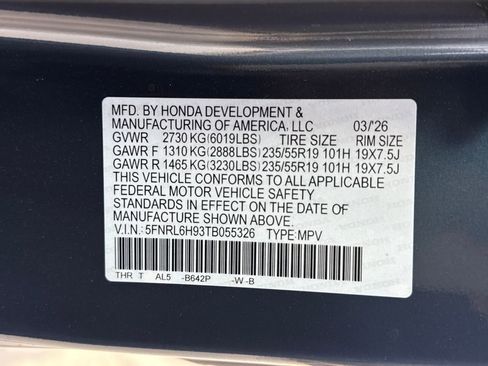 MFD. BY HONDA DEVELOPMENT &
MANUFACTURING OF AMERICA, LLC 03/'26
GVWR 2730 KG(6019LBS) TIRE SIZE RIM SIZE
GAWR F 1310 KG(2888LBS) 235/55R19 101H 19X7.5J
GAWR R 1465 KG(3230LBS) 235/55R19 101H 19X7.5J
THIS VEHICLE CONFORMS TO ALL APPLICABLE
FEDERAL MOTOR VEHICLE SAFETY
STANDARDS IN EFFECT ON THE DATE OF
MANUFACTURE SHOWN ABOVE.
V.I.N.: 5FNRL6H93TB055326 TYPE:MPV
THR T AL5 -B642P -W -B